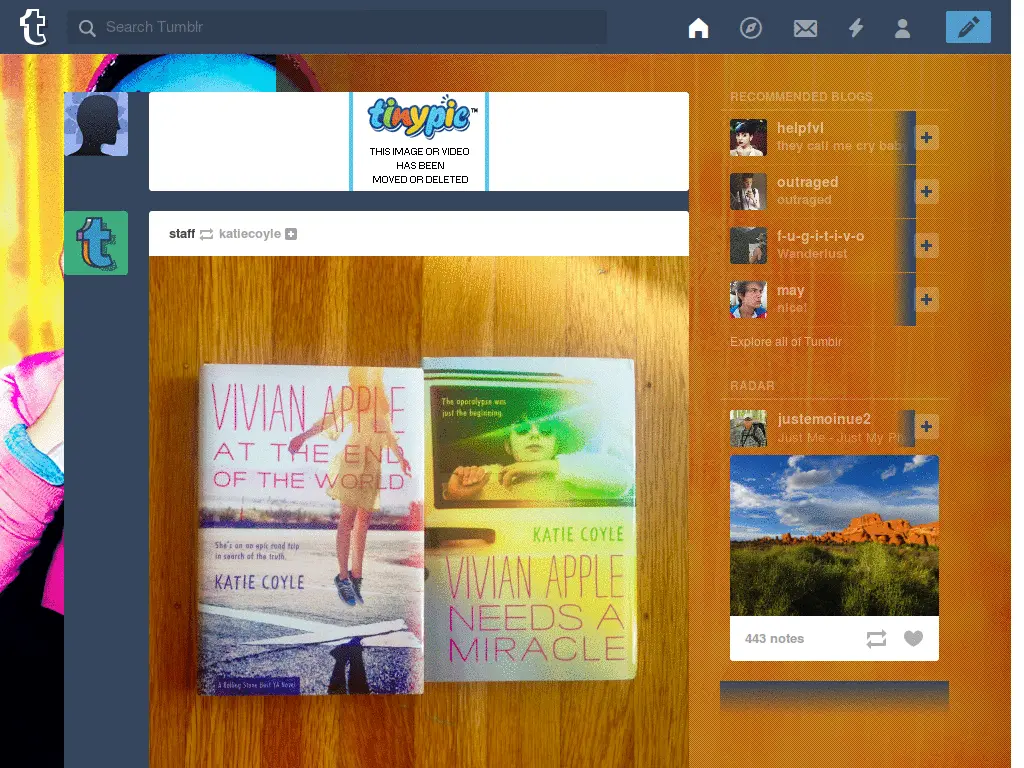 Search Tumblr
tinypic™
THIS IMAGE OR VIDEO
HAS BEEN
MOVED OR DELETED
staff katiecoyle
VIVIAN APPLE
AT THE END
OF THE WORLD
She's on an epic road trip
in search of the truth.
KATIE COYLE
A Rolling Stone Best YA Novel
The apocalypse was
just the beginning.
KATIE COYLE
VIVIAN APPLE
NEEDS A
MIRACLE
RECOMMENDED BLOGS
helpfvl
they call me cry bab
outraged
outraged
f-u-g-i-t-i-v-o
Wanderlust
may
nice!
Explore all of Tumblr
RADAR
justemoinue2
Just Me - Just My Pr
443 notes